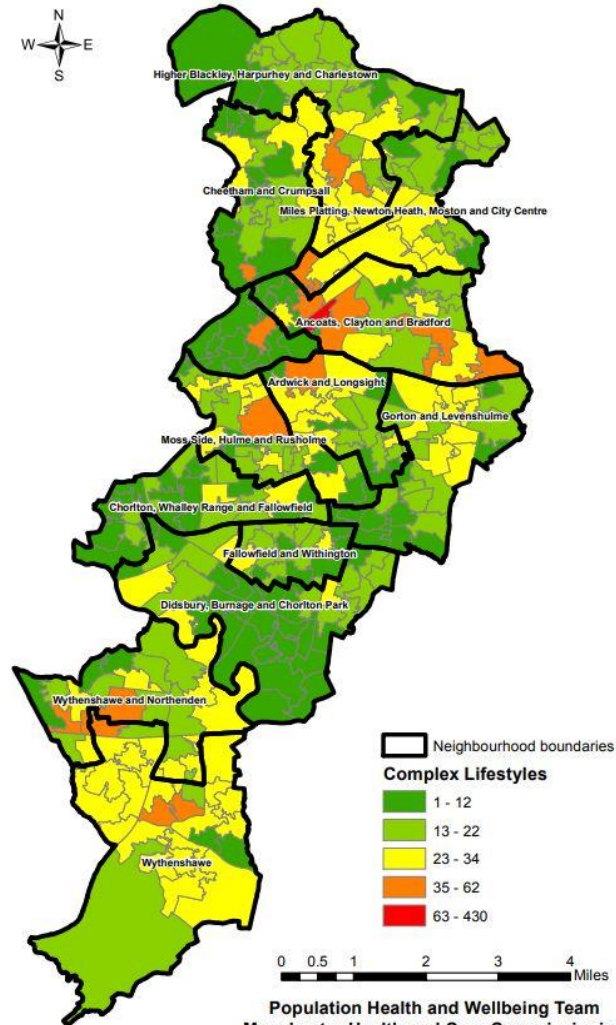 N
W E
S
Higher Blackley, Harpurhey and Charlestown
Cheetham and Crumpsall
Miles Platting, Newton Heath, Moston and City Centre
Ancoats, Clayton and Bradford
Ardwick and Longsight
Gorton and Levenshulme
Moss Side, Hulme and Rusholme
Chorlton, Whalley Range and Fallowfield
Fallowfield and Withington
Didsbury, Burnage and Chorlton Park
Wythenshawe and Northenden
Wythenshawe
Neighbourhood boundaries
Complex Lifestyles
1 - 12
13 - 22
23 - 34
35 - 62
63 - 430
0 0.5 1 2 3 4
Miles
Population Health and Wellbeing Team